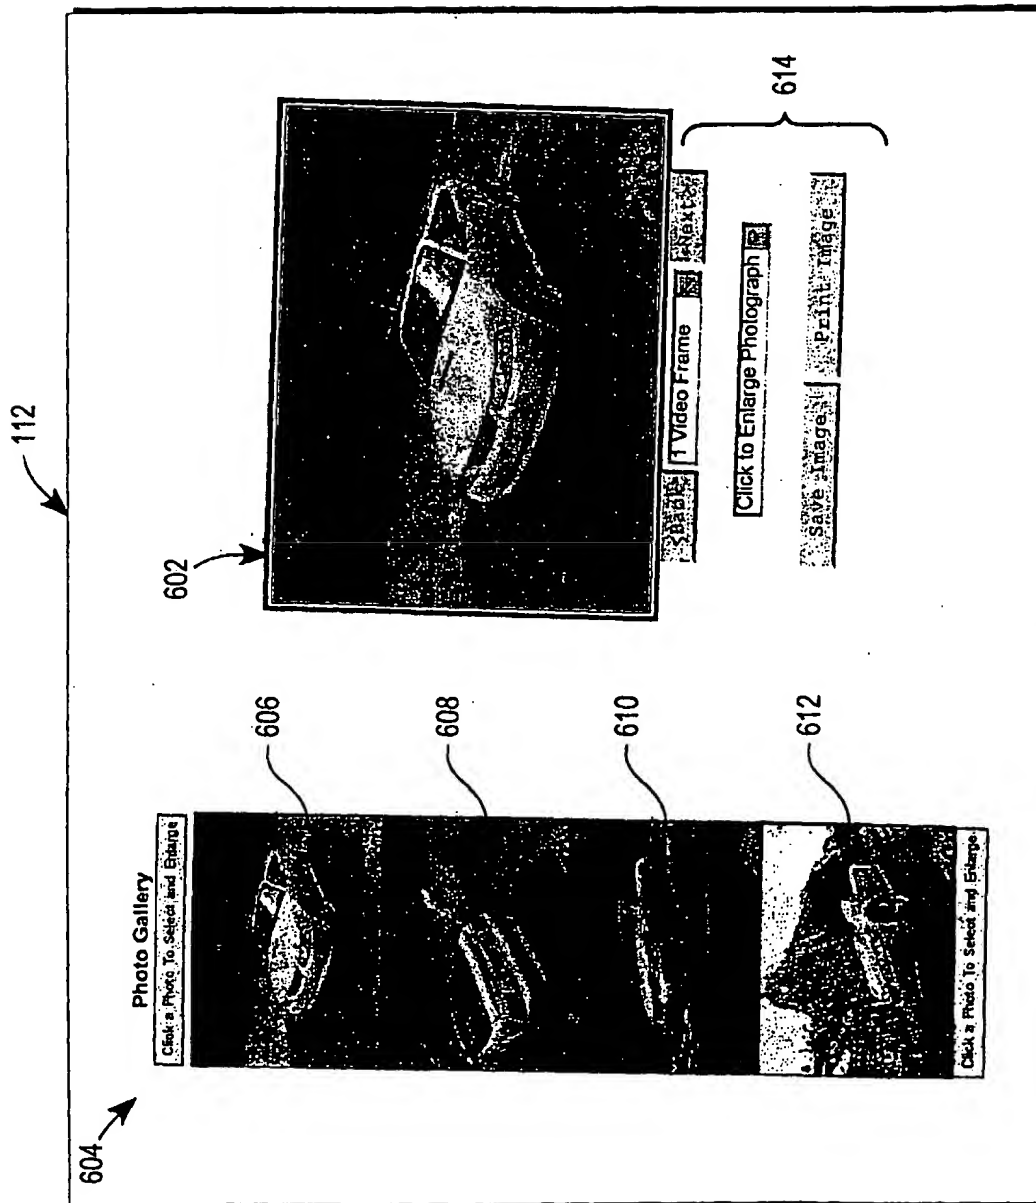 112
604
Photo Gallery
Click a Photo To Select and Enlarge
606
608
610
612
Click a Photo To Select and Enlarge
602
<Back
1 Video Frame
Next>
Click to Enlarge Photograph
Save Image
Print Image
614